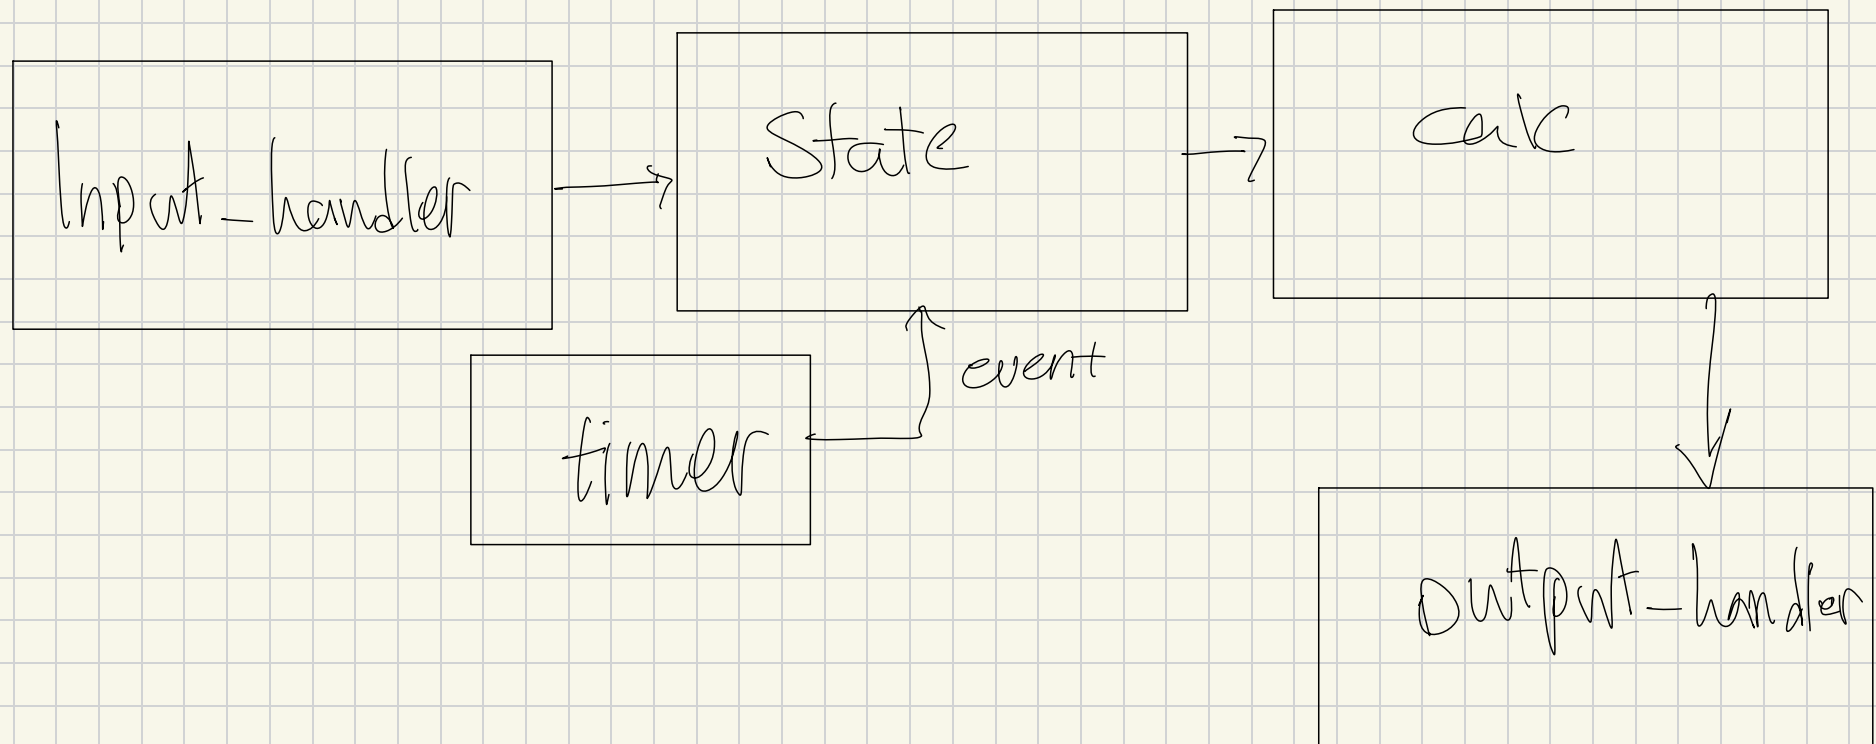 Input_handler
State
calc
timer
event
output_handler